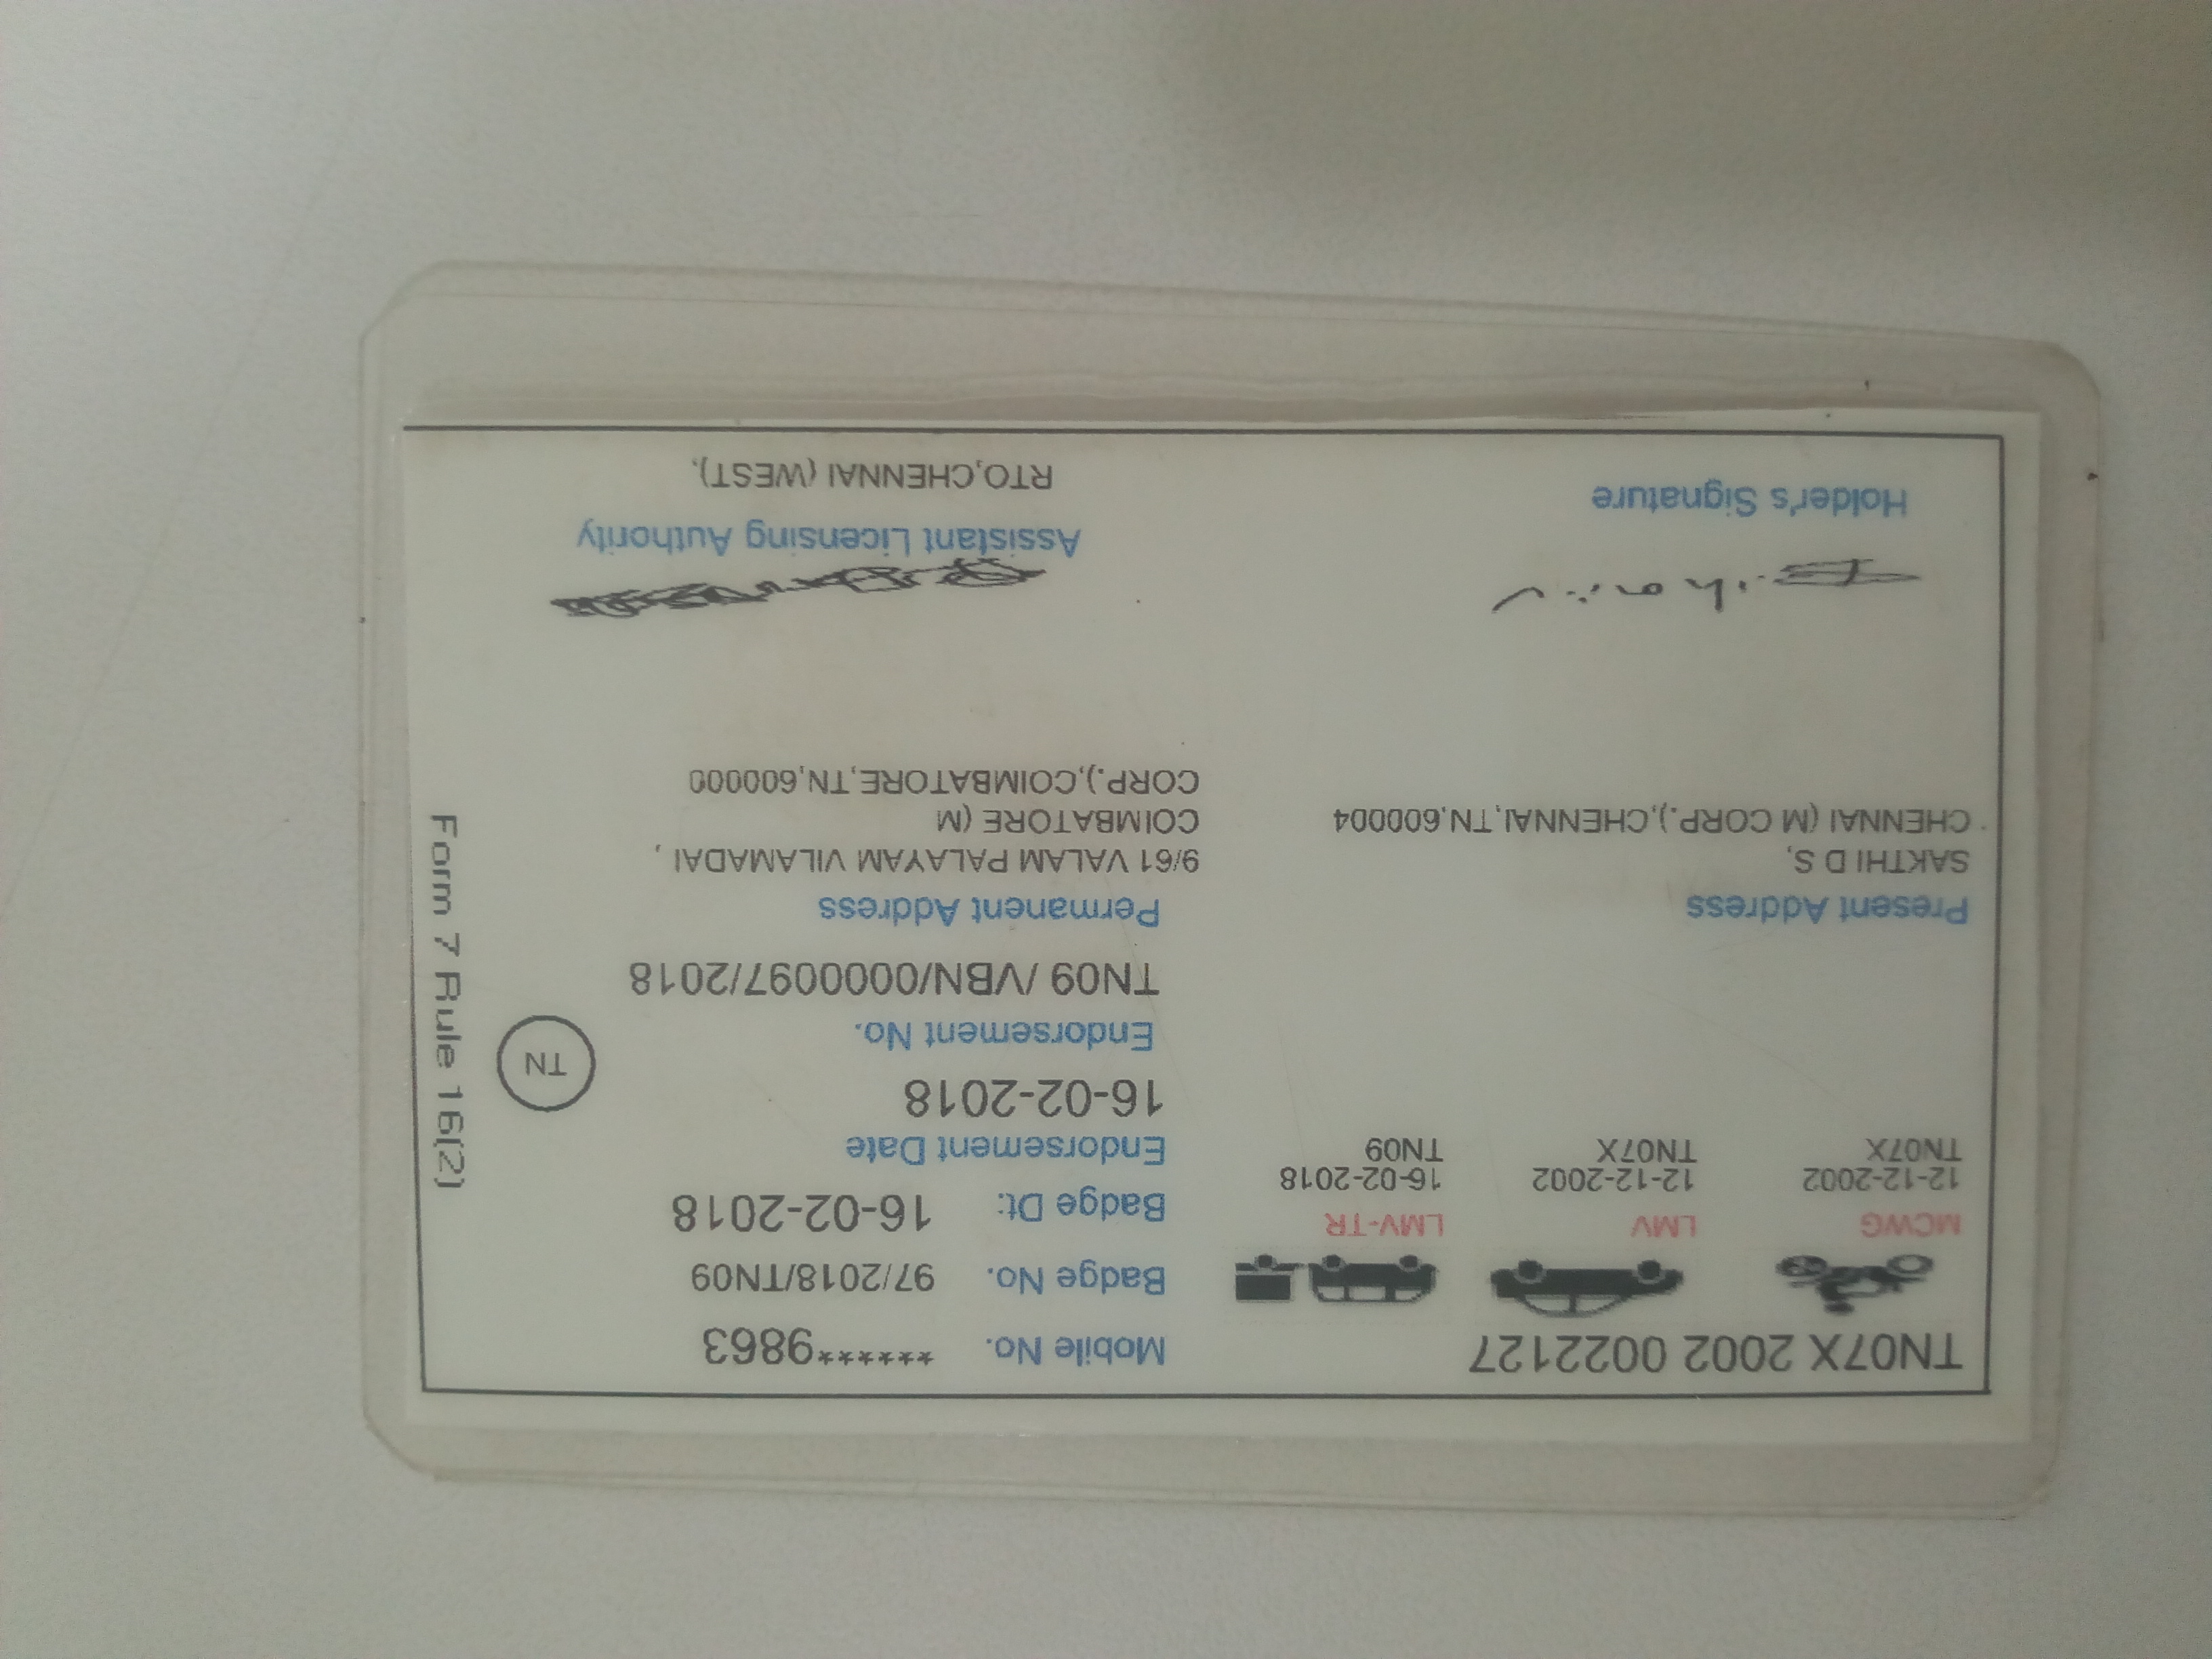 TN07X 2002 0022127
MCWG
12-12-2002
TN07X
LMV
12-12-2002
TN07X
LMV-TR
16-02-2018
TN09
Mobile No. ******9863
Badge No. 97/2018/TN09
Badge Dt: 16-02-2018
Endorsement Date
16-02-2018
Endorsement No.
TN09 /VBN/0000097/2018
TN
Form 7 Rule 16(2)
Present Address
SAKTHI D S,
CHENNAI (M CORP.),CHENNAI,TN,600004
Permanent Address
9/61 VALAM PALAYAM VILAMADAI ,
COIMBATORE (M
CORP.),COIMBATORE,TN,600000
Holder's Signature
Assistant Licensing Authority
RTO,CHENNAI (WEST),